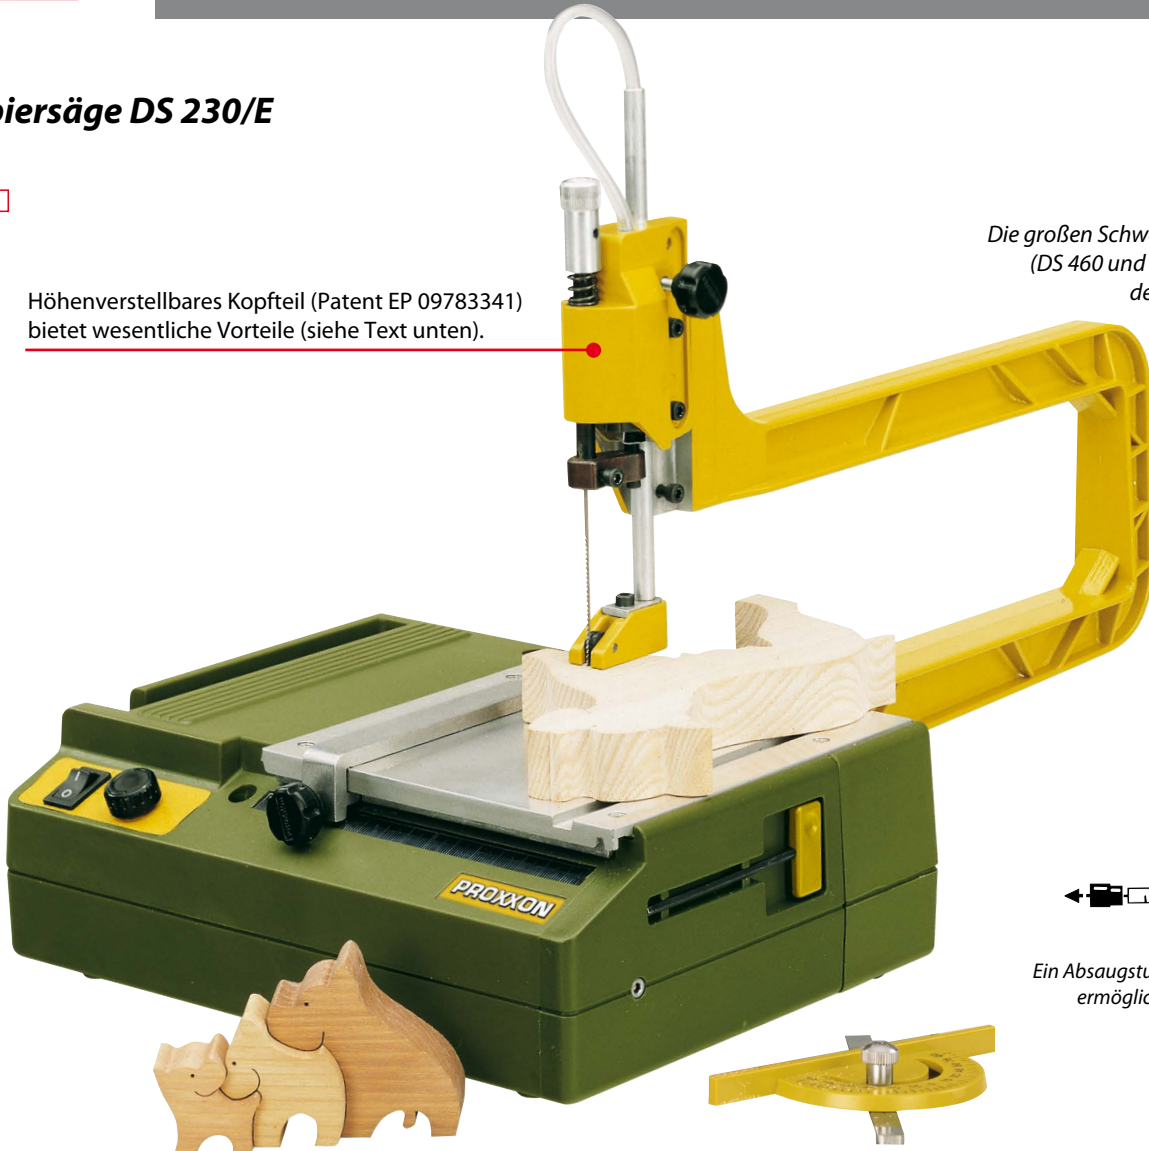 piersäge DS 230/E
Höhenverstellbares Kopfteil (Patent EP 09783341)
bietet wesentliche Vorteile (siehe Text unten).
Die großen Schw
(DS 460 und
de
PROXXON
Ein Absaugstu
ermöglic